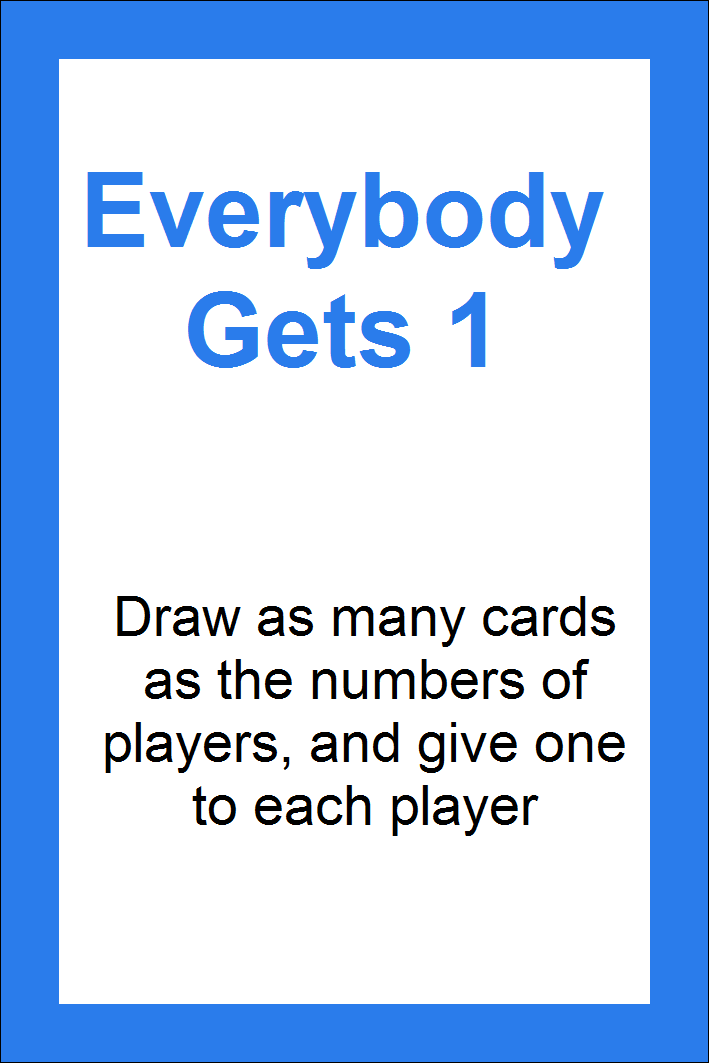 Everybody
Gets 1
Draw as many cards
as the numbers of
players, and give one
to each player